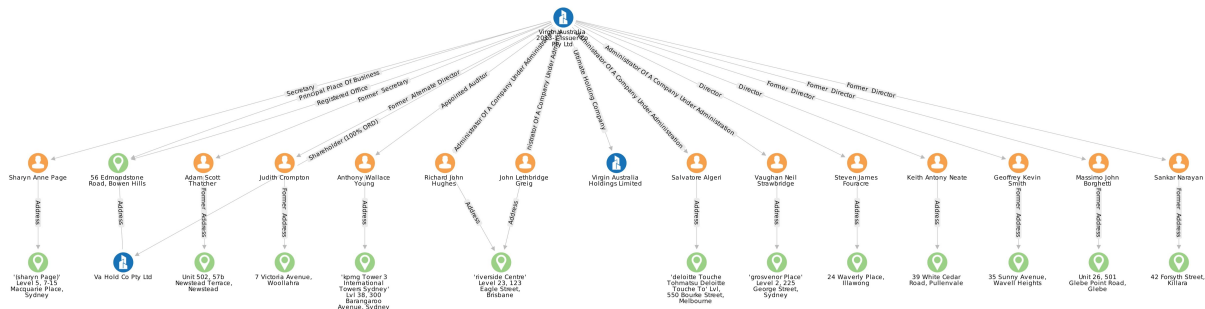 Virgin Australia
Pty Ltd
Secretary
Principal Place Of Business
Registered Office
Former Secretary
Former Alternate Director
Appointed Auditor
Shareholder (100% ORD)
Administrator Of A Company Under
Ultimate Holding Company
Administrator Of A Company Under Administration
Administrator Of A Company Under Administration
Director
Director
Former Director
Former Director
Former Director
Sharyn Anne Page
56 Edmondstone
Road, Bowen Hills
Adam Scott
Thatcher
Judith Crompton
Anthony Wallace
Young
Richard John
Hughes
John Lethbridge
Greig
Virgin Australia
Holdings Limited
Salvatore Algeri
Vaughan Neil
Strawbridge
Steven James
Fouracre
Keith Antony Neate
Geoffrey Kevin
Smith
Massimo John
Borghetti
Sankar Narayan
Address
Address
Former Address
Former Address
Address
Address
Address
Address
Address
Address
Address
Former Address
Former Address
Former Address
'(sharyn Page)'
Level 5, 7-15
Macquarie Place,
Sydney
Va Hold Co Pty Ltd
Unit 502, 57b
Newstead Terrace,
Newstead
7 Victoria Avenue,
Woollahra
'kpmg Tower 3
International
Towers Sydney'
Lvl 38, 300
Barangaroo
Avenue, Sydney
'riverside Centre'
Level 23, 123
Eagle Street,
Brisbane
'deloitte Touche
Tohmatsu Deloitte
Touche To' Lvl,
550 Bourke Street,
Melbourne
'grosvenor Place'
Level 2, 225
George Street,
Sydney
24 Waverly Place,
Illawong
39 White Cedar
Road, Pullenvale
35 Sunny Avenue,
Wavell Heights
Unit 26, 501
Glebe Point Road,
Glebe
42 Forsyth Street,
Killara